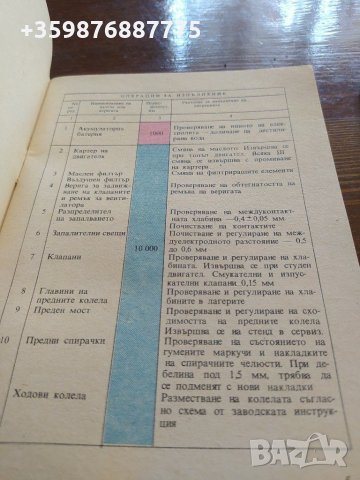 +359876887775
ОПЕРАЦИИ ЗА ИЗПЪЛНЕНИЕ
1 2 3 4
1 Акумулаторна батерия 1000 Проверяване на нивото на електролита — доливане на дестилирана вода
2 Картер на двигателя Смяна на маслото. Извършва се при топъл двигател. Всяка III смяна се извършва с промиване на картера
3 Маслен филтър Смяна на филтриращите елементи
Въздушен филтър
4 Верига за задвижване на клапаните и ремък за вентилатора Проверяване на обтегнатостта на ремъка на веригата
5 Разпределител на запалването Проверяване на междуконтактната хлабина —0,4±0,05 мм
Почистване на контактите
6 Запалителни свещи Почистване и регулиране на междуелектродното разстояние — 0.5 до 0,6 мм
10 000
7 Клапани Проверяване и регулиране на хлабината. Извършва се при студен двигател. Смукателни и изпускателни клапани 0,15 мм
8 Главини на предните колела Проверяване и регулиране на хлабините в лагерите
9 Преден мост Проверяване и регулиране на сходимостта на предните колела. Извършва се на стенд в сервиз.
10 Предни спирачки Проверяване на състоянието на гумените маркучи и накладките на спирачните челюсти. При дебелина под 1,5 мм, трябва да се подменят с нови накладки
Ходови колела Разместване на колелата съгласно схема от заводската инструкция
bazar